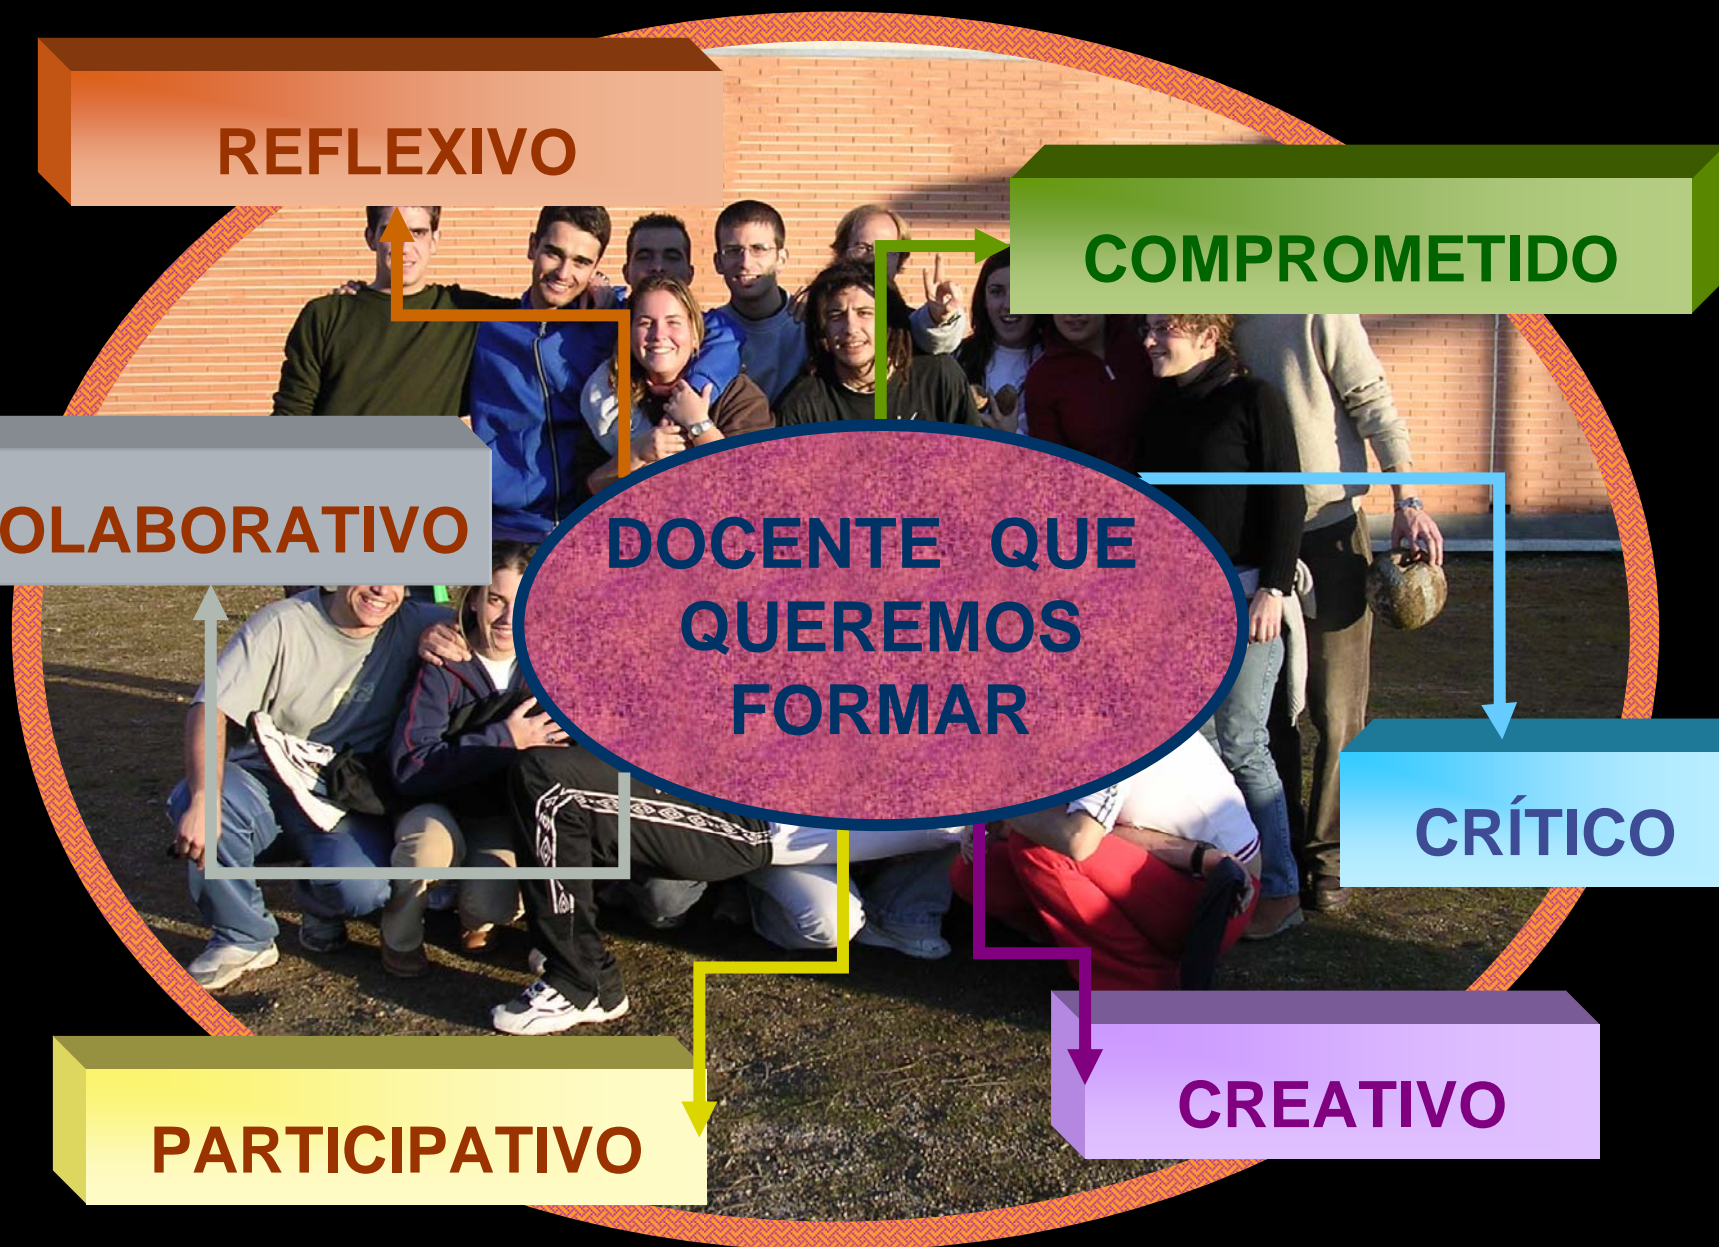 REFLEXIVO
COMPROMETIDO
OLABORATIVO
DOCENTE QUE
QUEREMOS
FORMAR
CRÍTICO
CREATIVO
PARTICIPATIVO